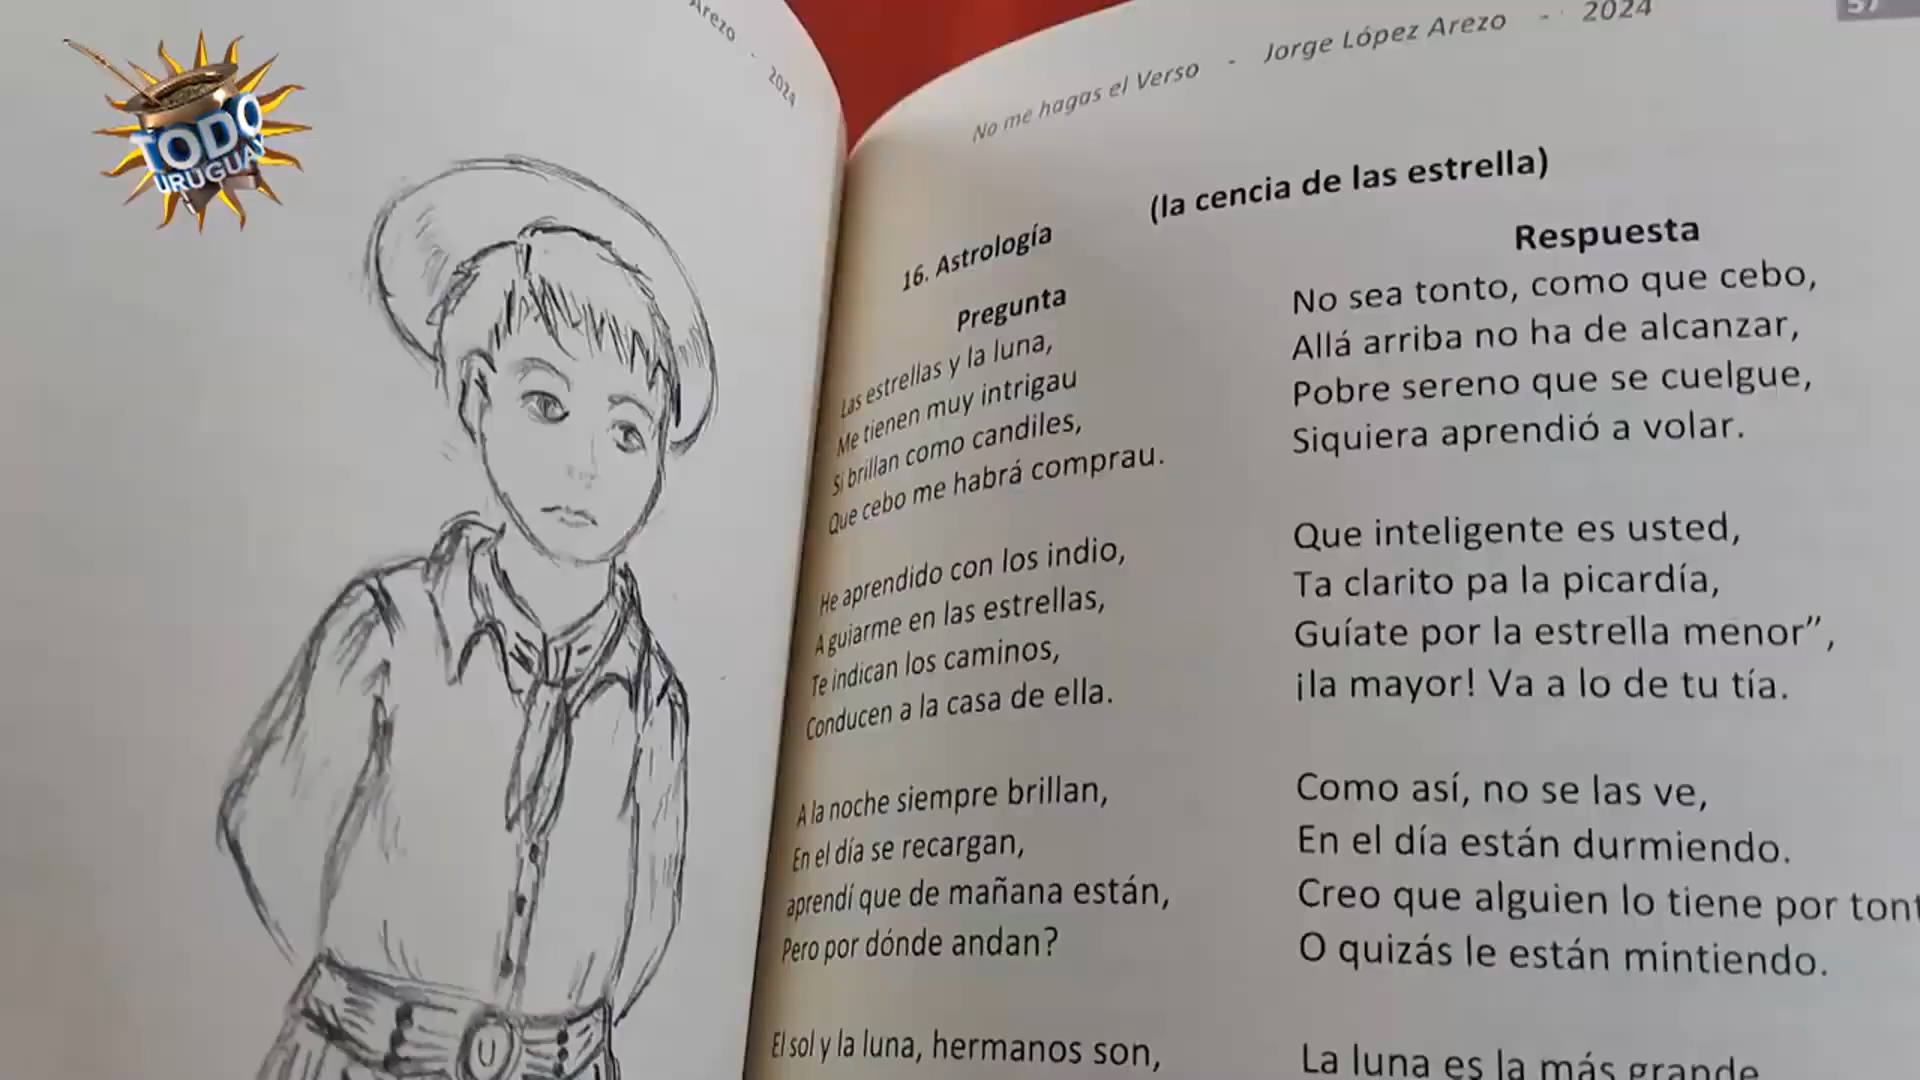 TODO
URUGUAY
Arezo - 2024
No me hagas el Verso - Jorge López Arezo - 2024
57
16. Astrología
(la cencia de las estrella)
Pregunta
Las estrellas y la luna,
Me tienen muy intrigau
Si brillan como candiles,
Que cebo me habrá comprau.
He aprendido con los indio,
A guiarme en las estrellas,
Te indican los caminos,
Conducen a la casa de ella.
A la noche siempre brillan,
En el día se recargan,
aprendí que de mañana están,
Pero por dónde andan?
El sol y la luna, hermanos son,
Respuesta
No sea tonto, como que cebo,
Allá arriba no ha de alcanzar,
Pobre sereno que se cuelgue,
Siquiera aprendió a volar.
Que inteligente es usted,
Ta clarito pa la picardía,
Guíate por la estrella menor”,
¡la mayor! Va a lo de tu tía.
Como así, no se las ve,
En el día están durmiendo.
Creo que alguien lo tiene por tont
O quizás le están mintiendo.
La luna es la más grande